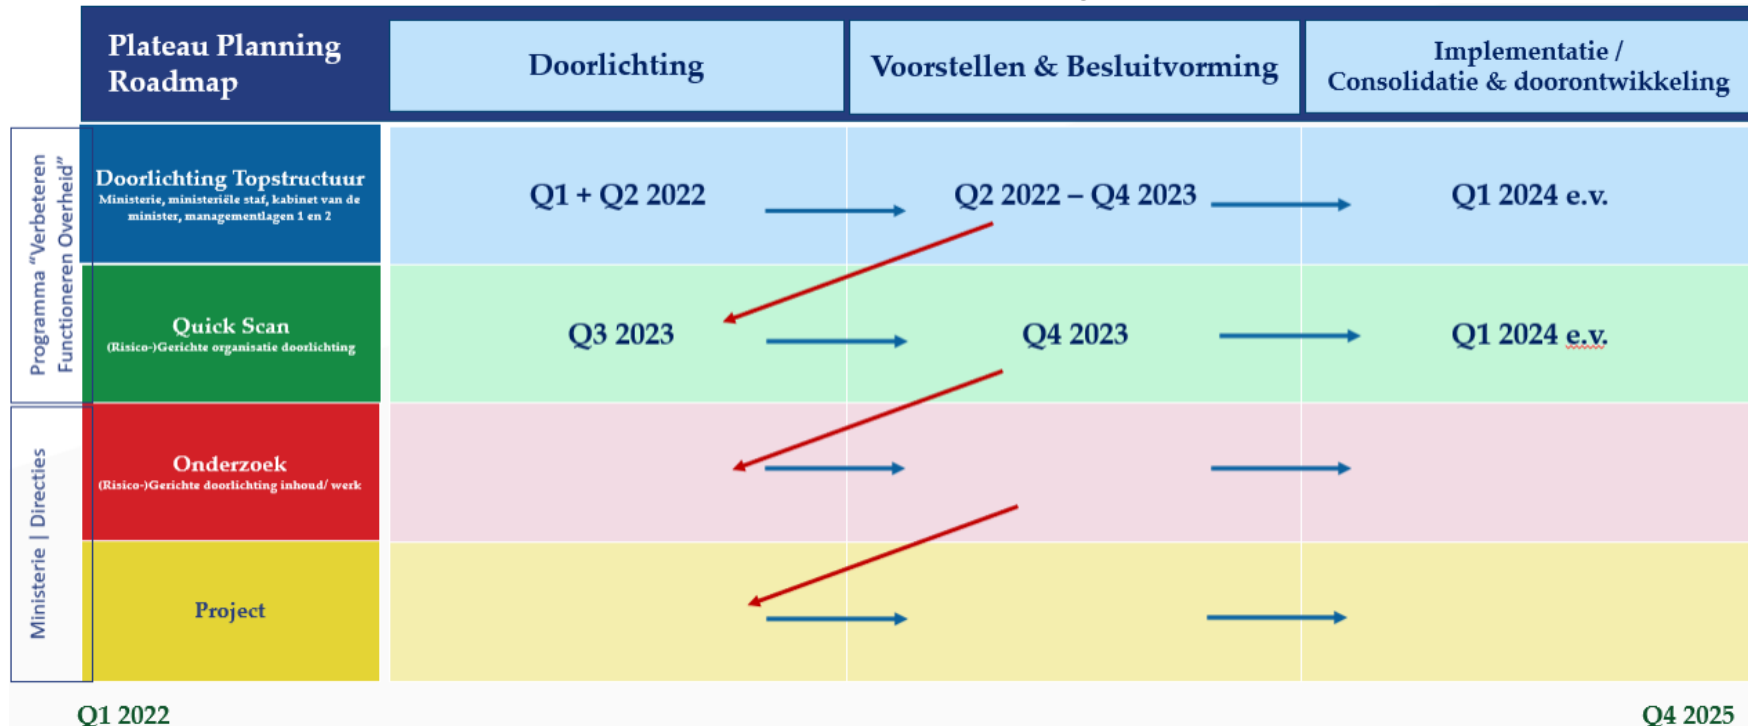 Plateau Planning
Roadmap
Doorlichting
Voorstellen & Besluitvorming
Implementatie /
Consolidatie & doorontwikkeling
Programma “Verbeteren
Functioneren Overheid”
Doorlichting Topstructuur
Ministerie, ministeriële staf, kabinet van de
minister, managementlagen 1 en 2
Q1 + Q2 2022
Q2 2022 – Q4 2023
Q1 2024 e.v.
Quick Scan
(Risico-)Gerichte organisatie doorlichting
Q3 2023
Q4 2023
Q1 2024 e.v.
Ministerie | Directies
Onderzoek
(Risico-)Gerichte doorlichting inhoud/ werk
Project
Q1 2022
Q4 2025